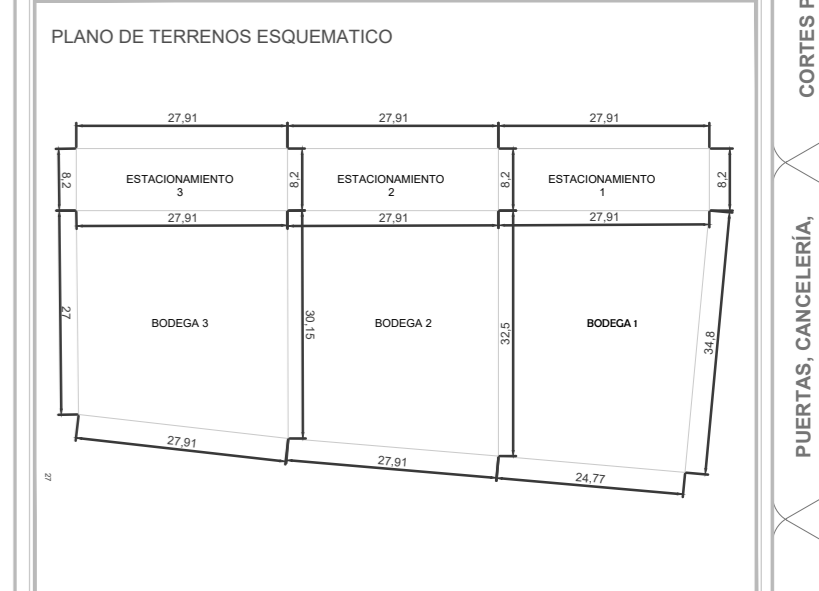 PLANO DE TERRENOS ESQUEMATICO
27,91
27,91
27,91
8,2
ESTACIONAMIENTO
3
8,2
ESTACIONAMIENTO
2
8,2
ESTACIONAMIENTO
1
8,2
27,91
27,91
27,91
27
BODEGA 3
30,15
BODEGA 2
32,5
BODEGA 1
34,8
27,91
27,91
24,77
27
CORTES
PUERTAS, CANCELERÍA,